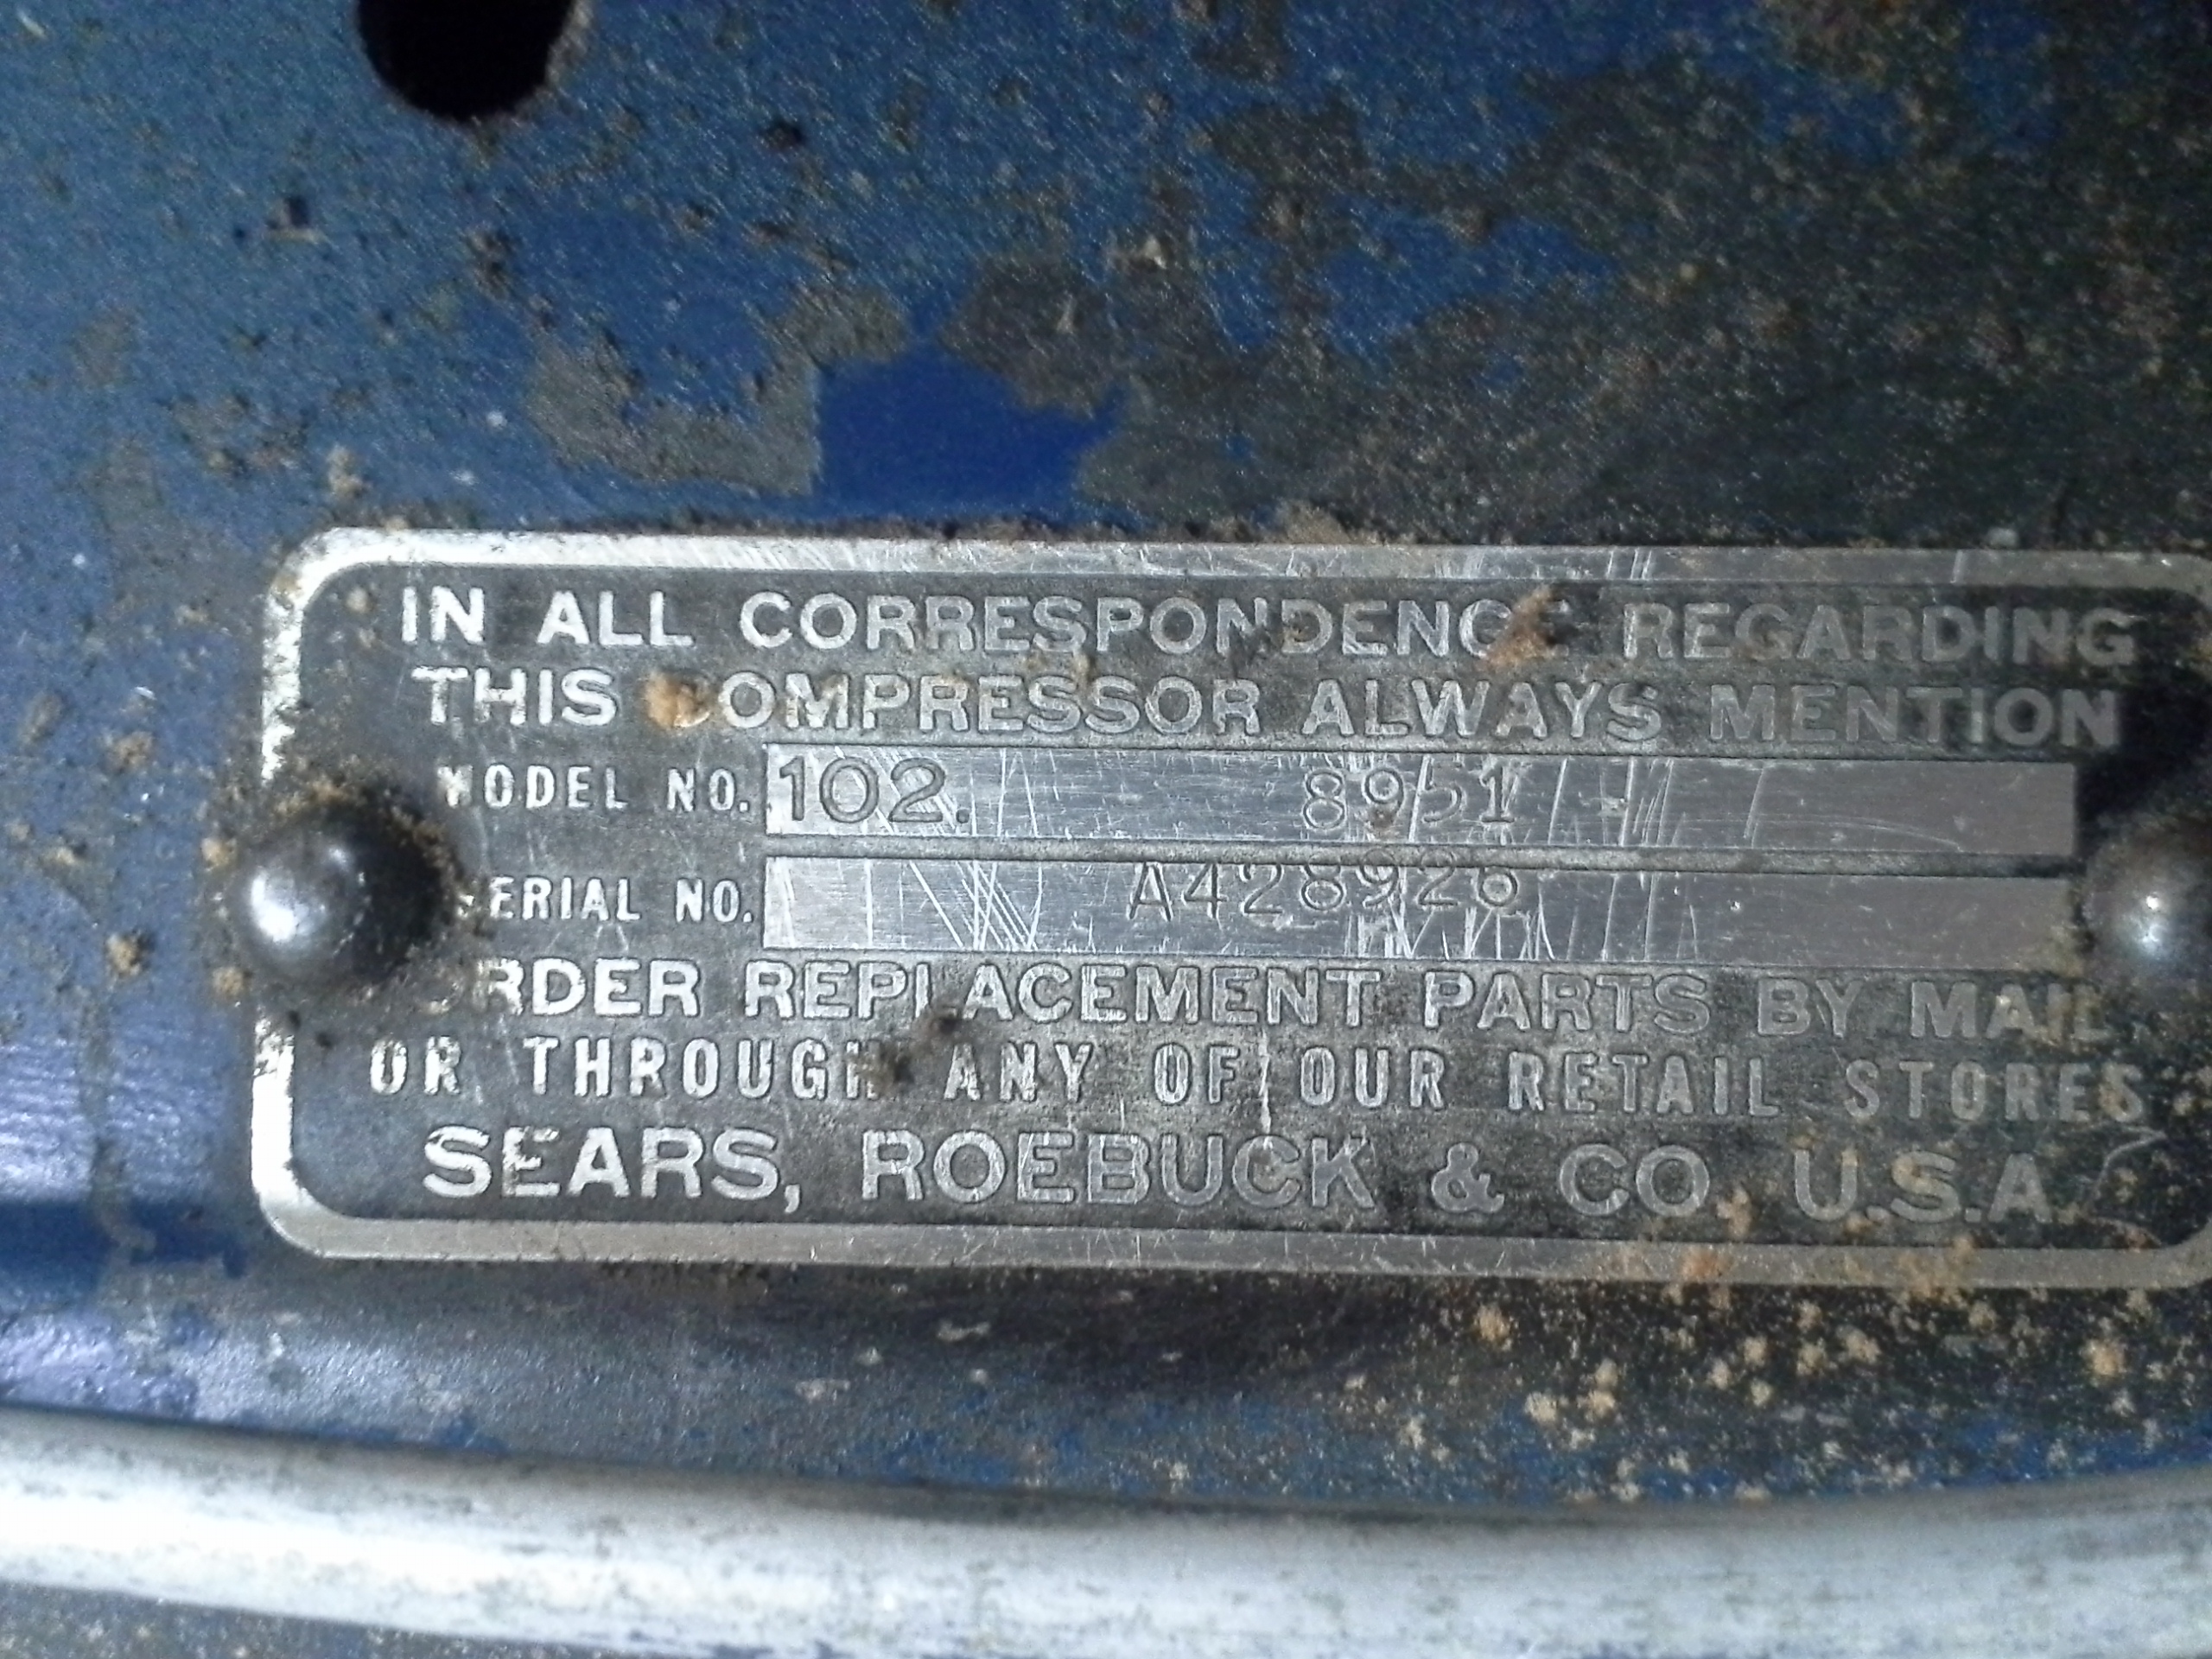 IN ALL CORRESPONDENCE REGARDING
THIS COMPRESSOR ALWAYS MENTION
MODEL NO. 102. 8951
SERIAL NO. A428926
ORDER REPLACEMENT PARTS BY MAIL
OR THROUGH ANY OF OUR RETAIL STORES
SEARS, ROEBUCK & CO. U.S.A.